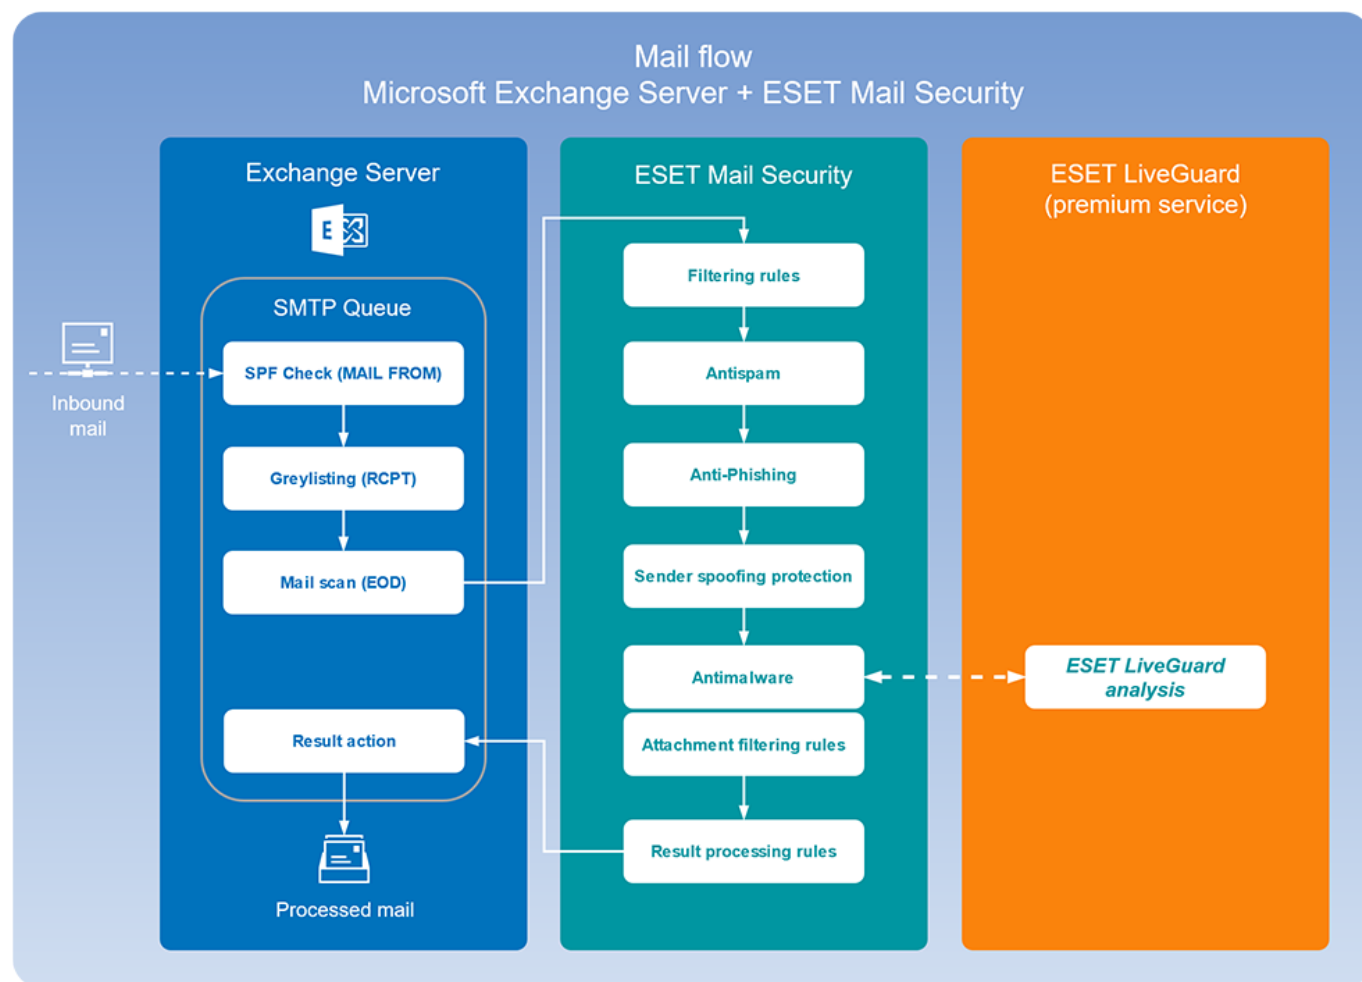 Mail flow
Microsoft Exchange Server + ESET Mail Security
Exchange Server
E
SMTP Queue
Inbound
mail
SPF Check (MAIL FROM)
Greylisting (RCPT)
Mail scan (EOD)
Result action
Processed mail
ESET Mail Security
Filtering rules
Antispam
Anti-Phishing
Sender spoofing protection
Antimalware
Attachment filtering rules
Result processing rules
ESET LiveGuard
(premium service)
ESET LiveGuard
analysis